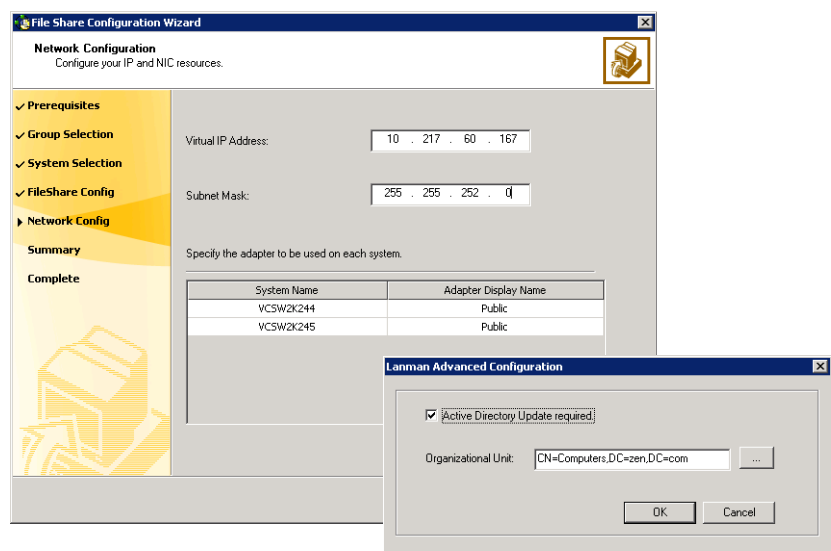 File Share Configuration Wizard
Network Configuration
Configure your IP and NIC resources.
Prerequisites
Group Selection
System Selection
FileShare Config
Network Config
Summary
Complete
Virtual IP Address: 10 . 217 . 60 . 167
Subnet Mask: 255 . 255 . 252 . 0
Specify the adapter to be used on each system.
System Name Adapter Display Name
VCSW2K244 Public
VCSW2K245 Public
Lanman Advanced Configuration
Active Directory Update required.
Organizational Unit: CN=Computers,DC=zen,DC=com ...
OK Cancel